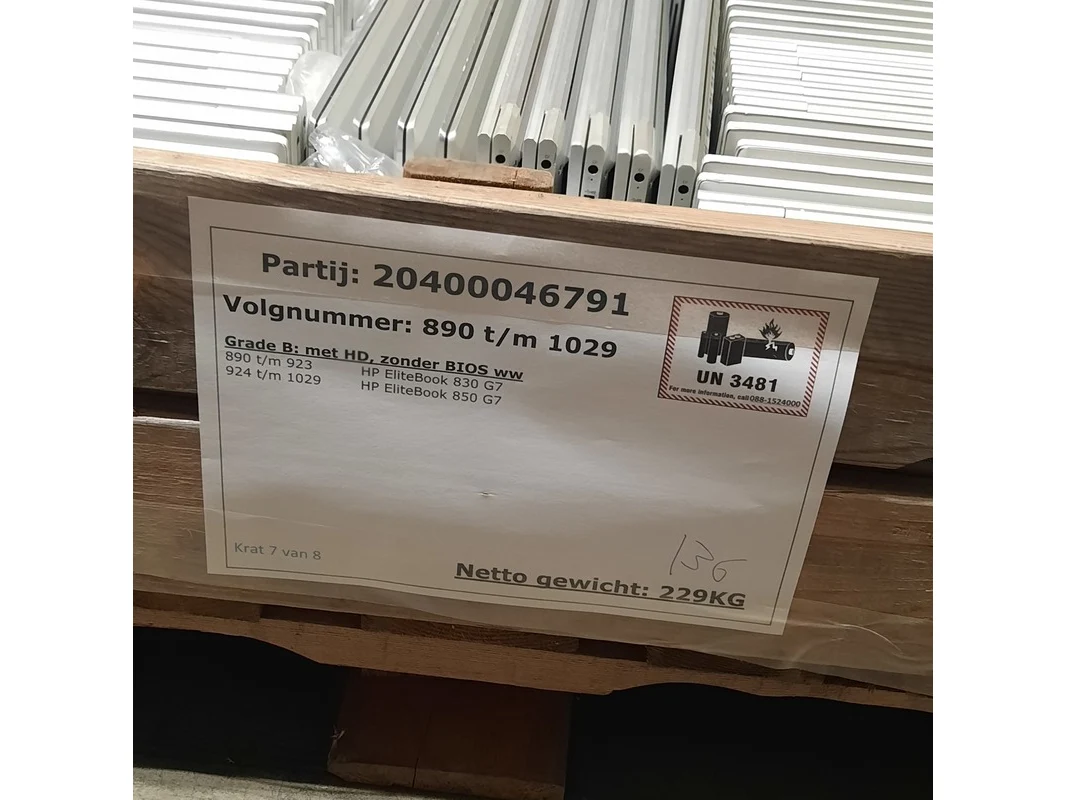 Partij: 20400046791
Volgnummer: 890 t/m 1029
Grade B: met HD, zonder BIOS ww
890 t/m 923 HP EliteBook 830 G7
924 t/m 1029 HP EliteBook 850 G7
UN 3481
For more information, call 088-1524000
Krat 7 van 8
136
Netto gewicht: 229KG